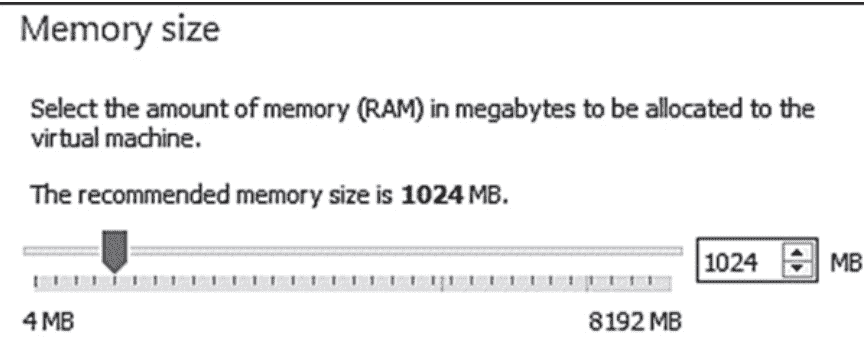 Memory size
Select the amount of memory (RAM) in megabytes to be allocated to the
virtual machine.
The recommended memory size is 1024 MB.
1024 MB
4 MB 8192 MB